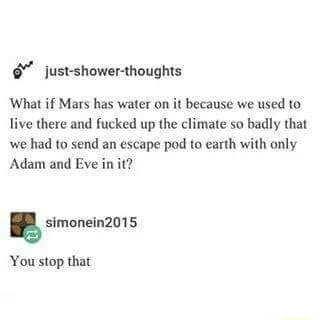 just-shower-thoughts
What if Mars has water on it because we used to
live there and fucked up the climate so badly that
we had to send an escape pod to earth with only
Adam and Eve in it?
simonein2015
You stop that